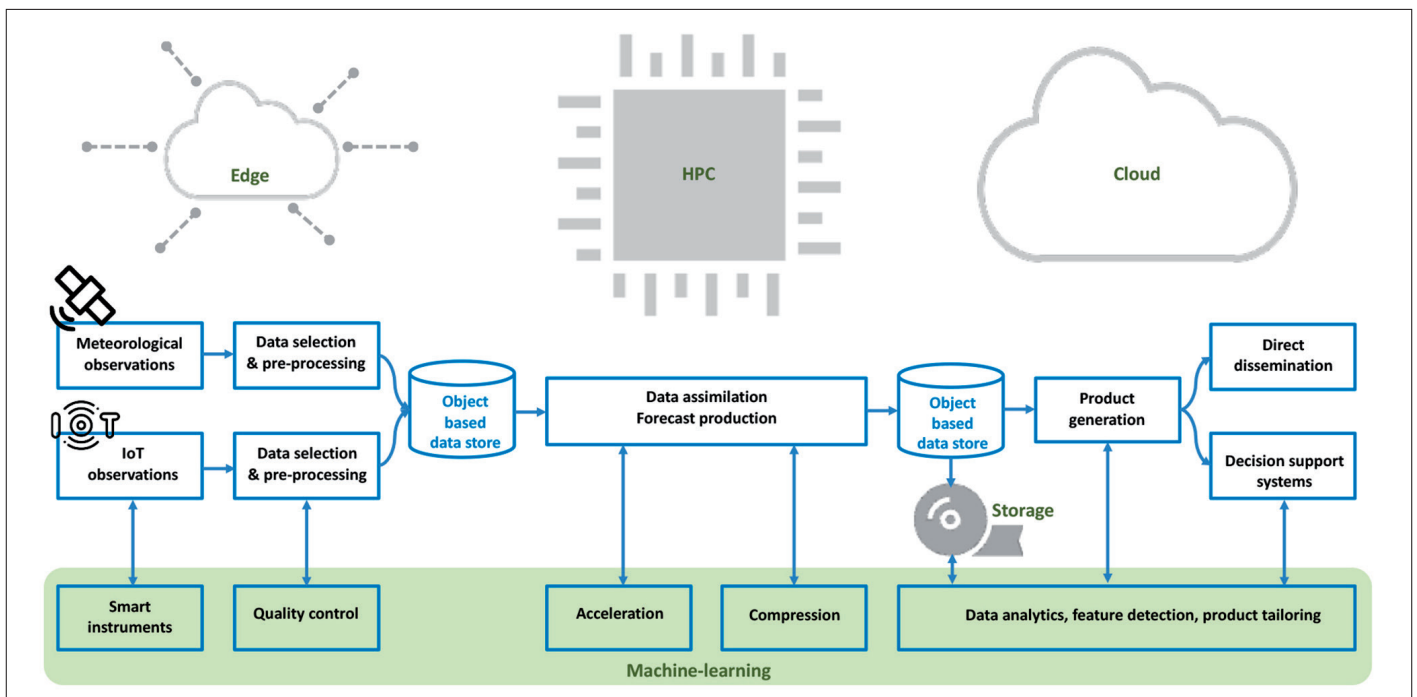 Edge
HPC
Cloud
Meteorological
observations
Data selection
& pre-processing
Object
based
data store
Data assimilation
Forecast production
Object
based
data store
Product
generation
Direct
dissemination
IOT
IoT
observations
Data selection
& pre-processing
Decision support
systems
Storage
Smart
instruments
Quality control
Acceleration
Compression
Data analytics, feature detection, product tailoring
Machine-learning